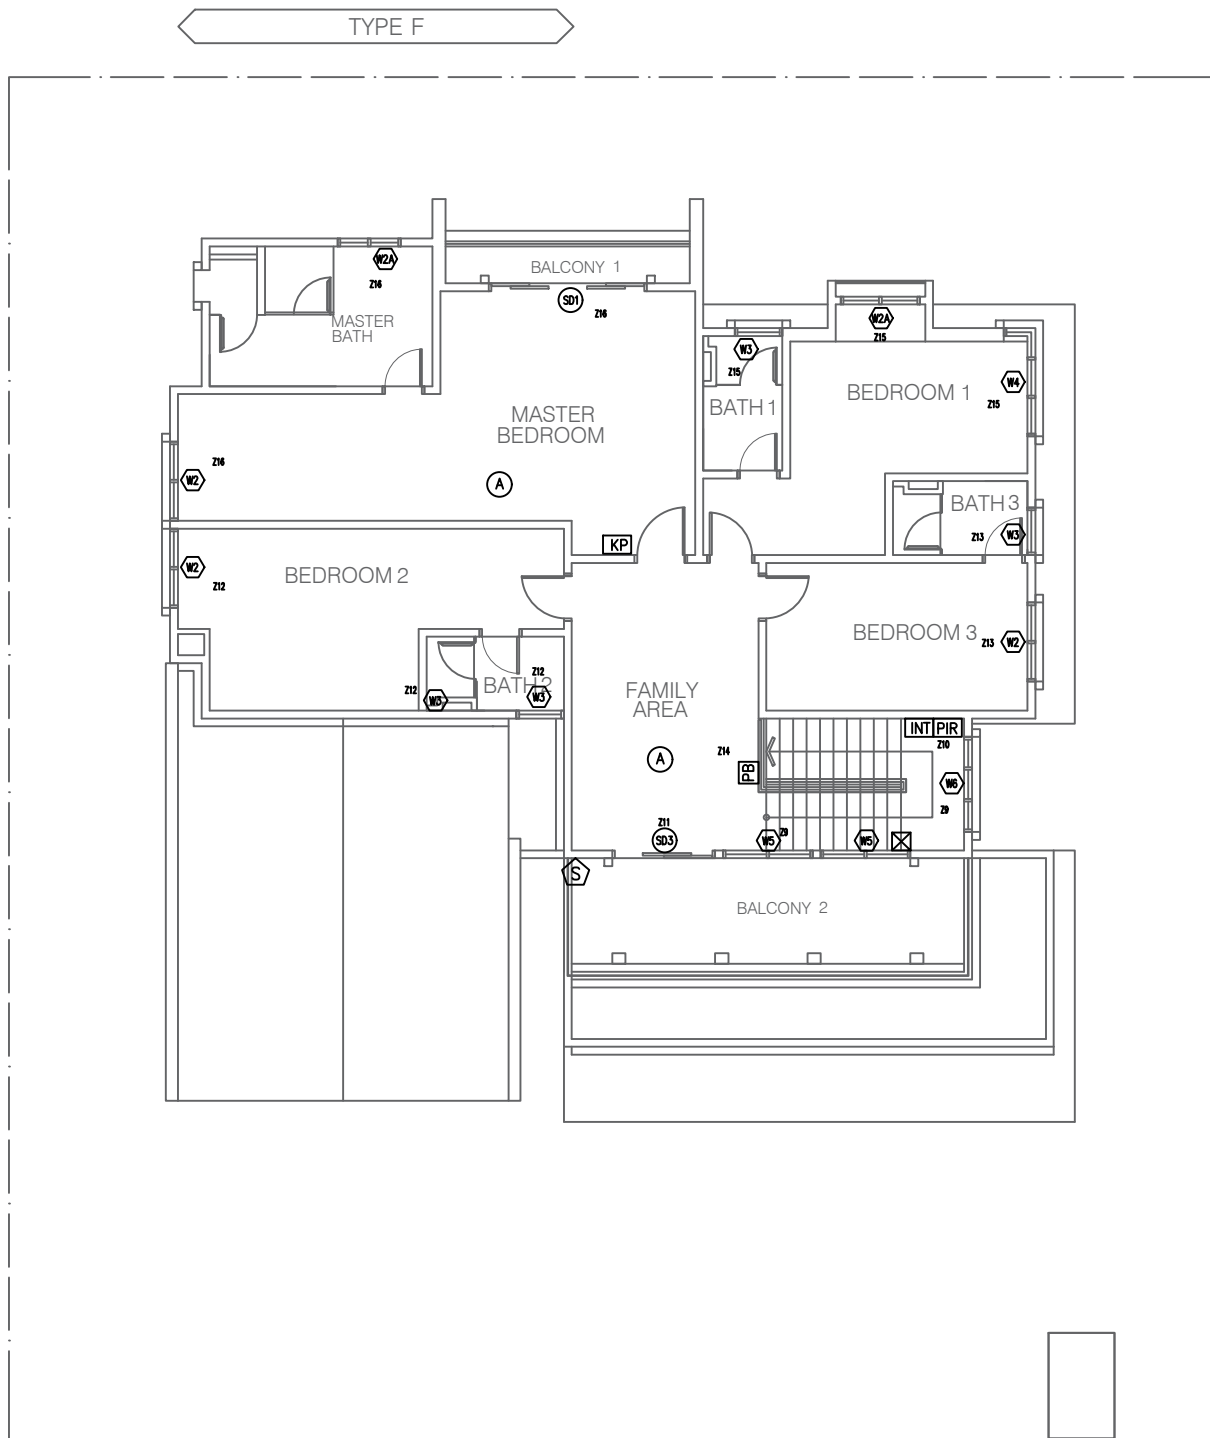 TYPE F
W2A
Z16
BALCONY 1
SD1
Z16
MASTER
BATH
W2A
Z15
W3
Z15
W4
Z15
BEDROOM 1
BATH 1
MASTER
BEDROOM
Z16
W2
A
BATH 3
Z13
W3
KP
W2
Z12
BEDROOM 2
BEDROOM 3
Z13
W2
Z12
BATH 2
Z12
W3
W3
FAMILY
AREA
INT
PIR
Z10
Z14
A
PB
W6
Z9
Z11
SD3
Z9
W5
W5
S
BALCONY 2